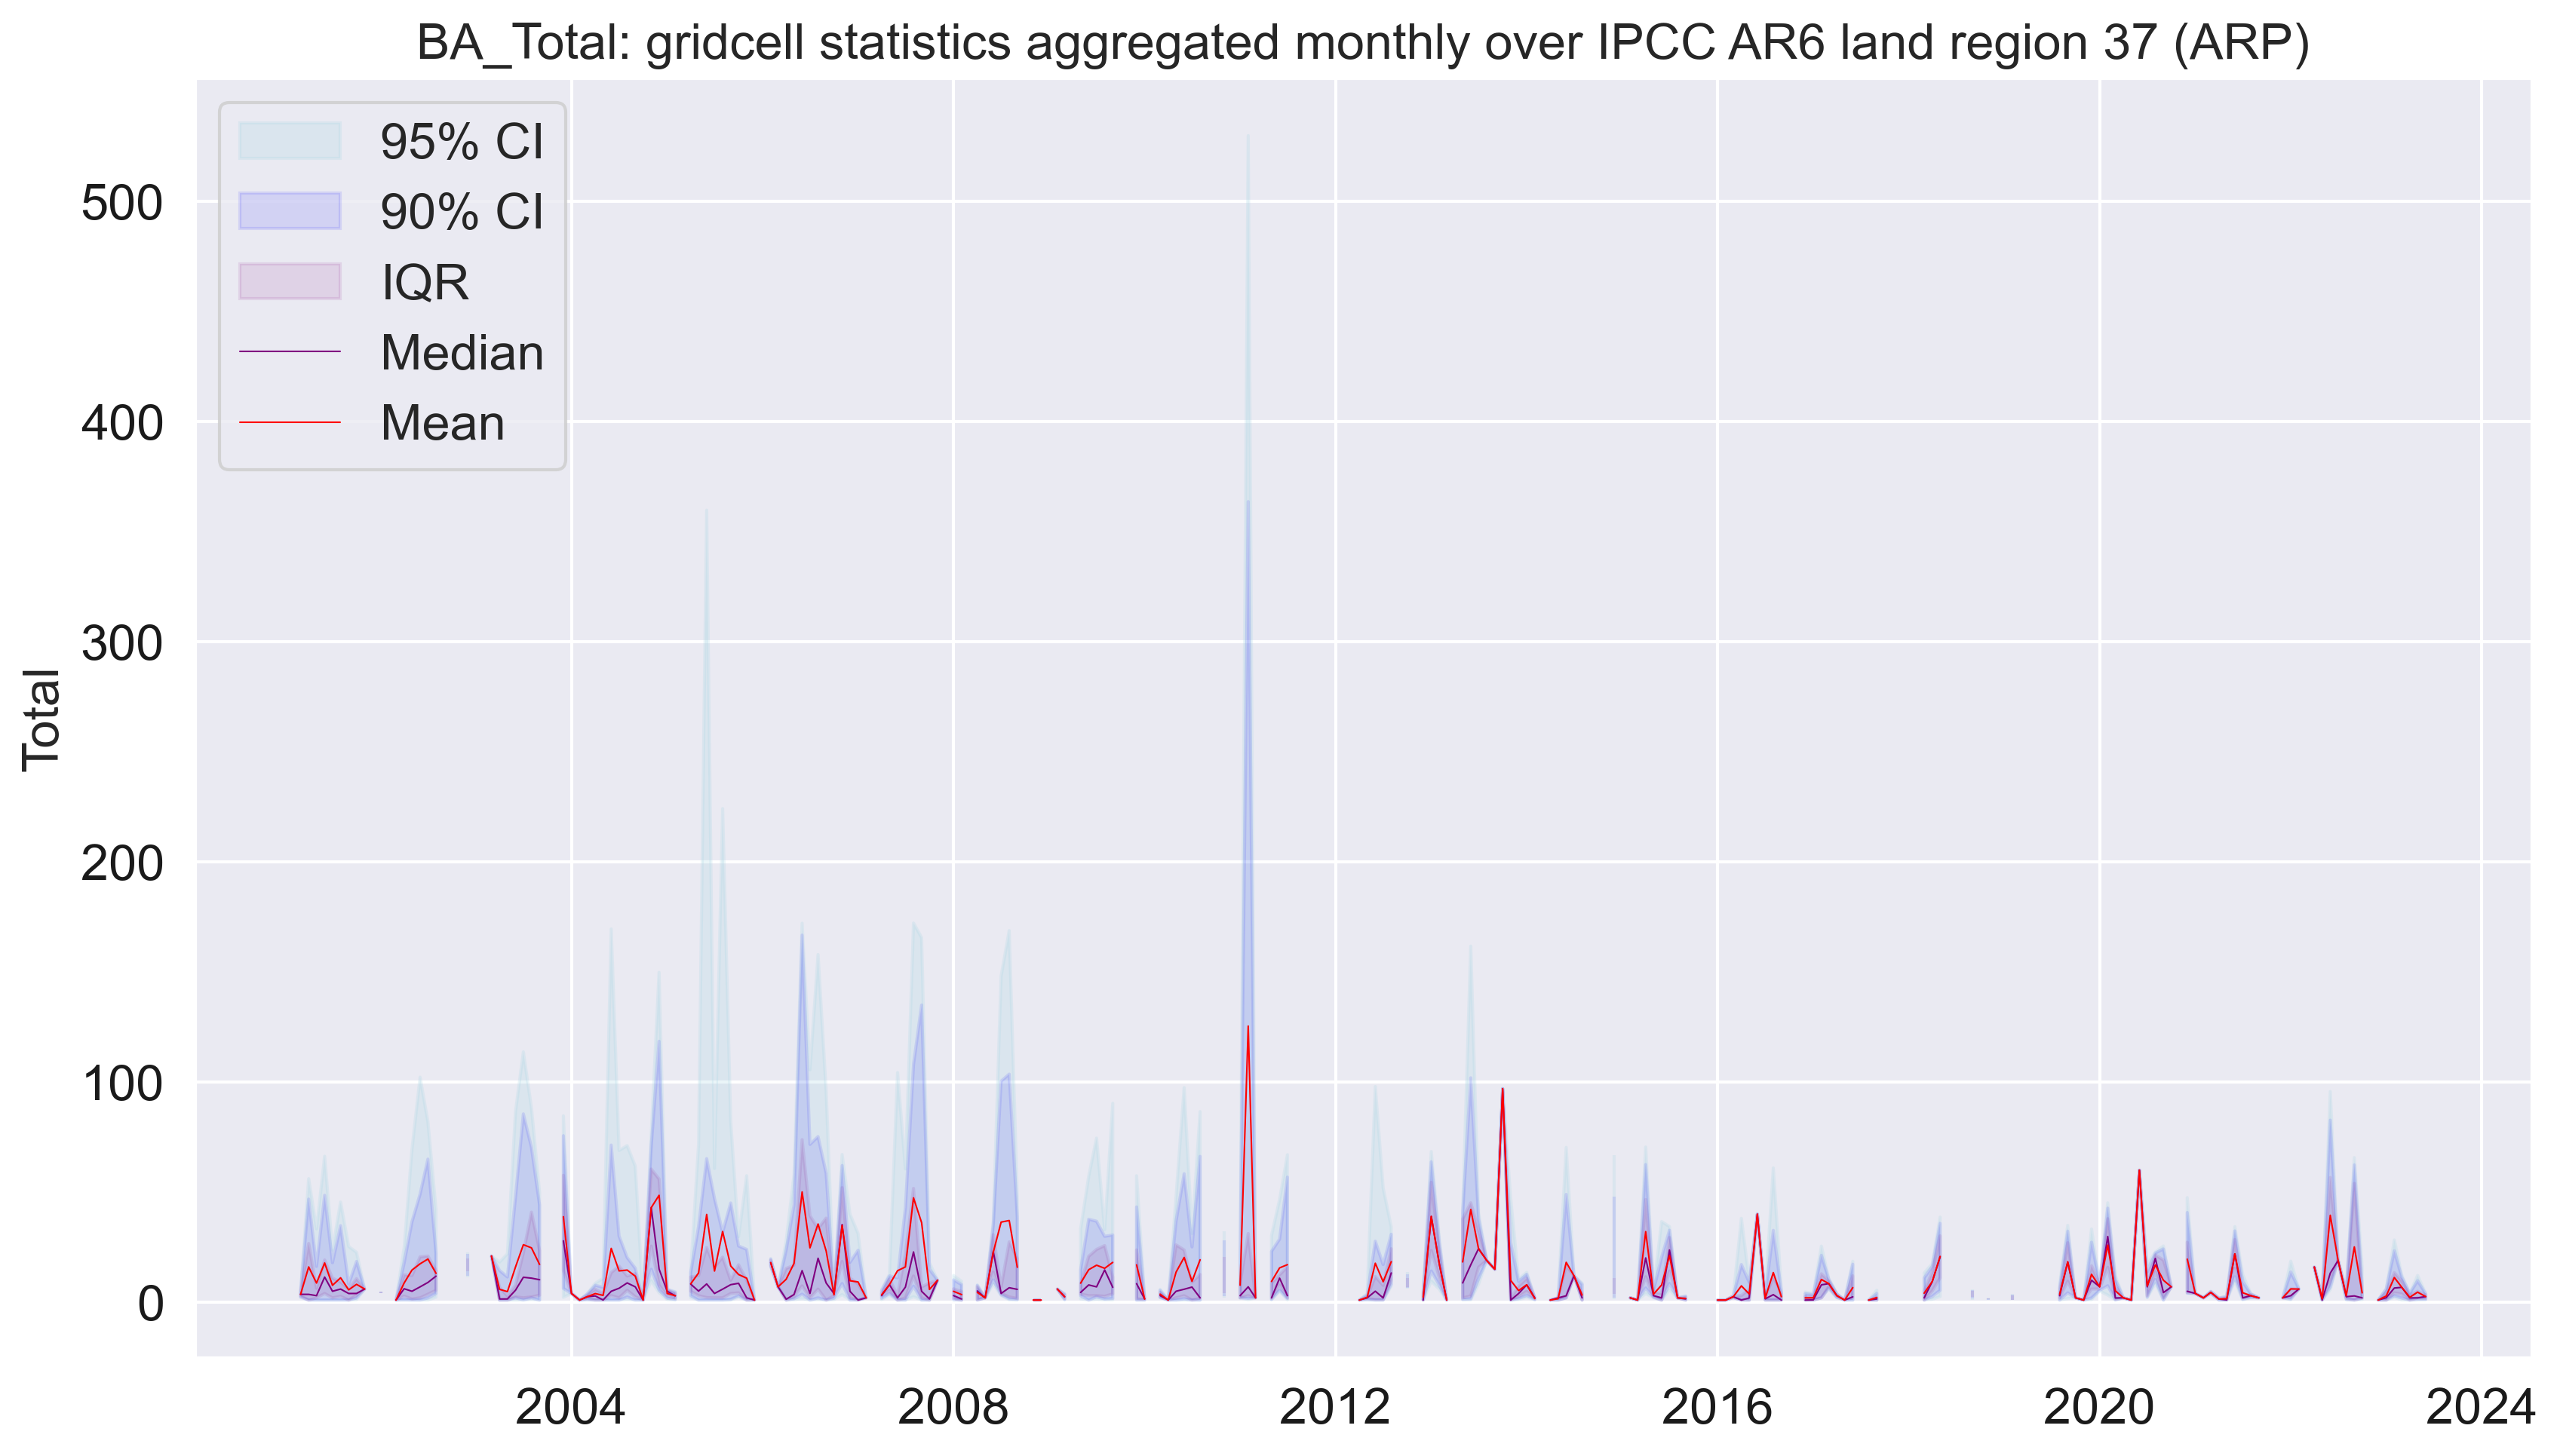 BA_Total: gridcell statistics aggregated monthly over IPCC AR6 land region 37 (ARP)
95% CI
90% CI
IQR
Median
Mean
Total
500
400
300
200
100
0
2004 2008 2012 2016 2020 2024